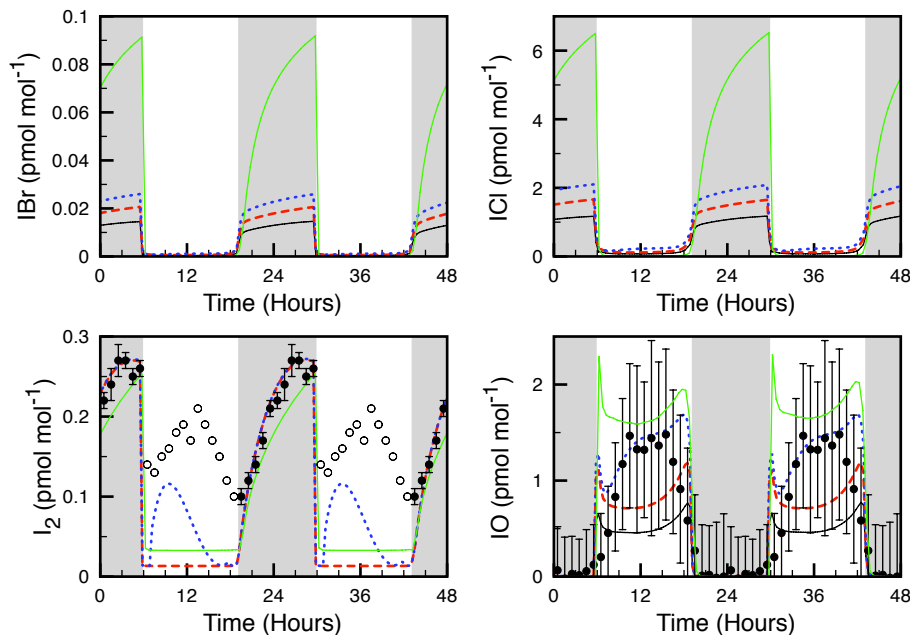 0.1
0.08
0.06
0.04
0.02
0
IBr (pmol mol⁻¹)
0 12 24 36 48
Time (Hours)
6
4
2
0
ICl (pmol mol⁻¹)
0 12 24 36 48
Time (Hours)
0.3
0.2
0.1
0
I₂ (pmol mol⁻¹)
0 12 24 36 48
Time (Hours)
2
1
0
IO (pmol mol⁻¹)
0 12 24 36 48
Time (Hours)